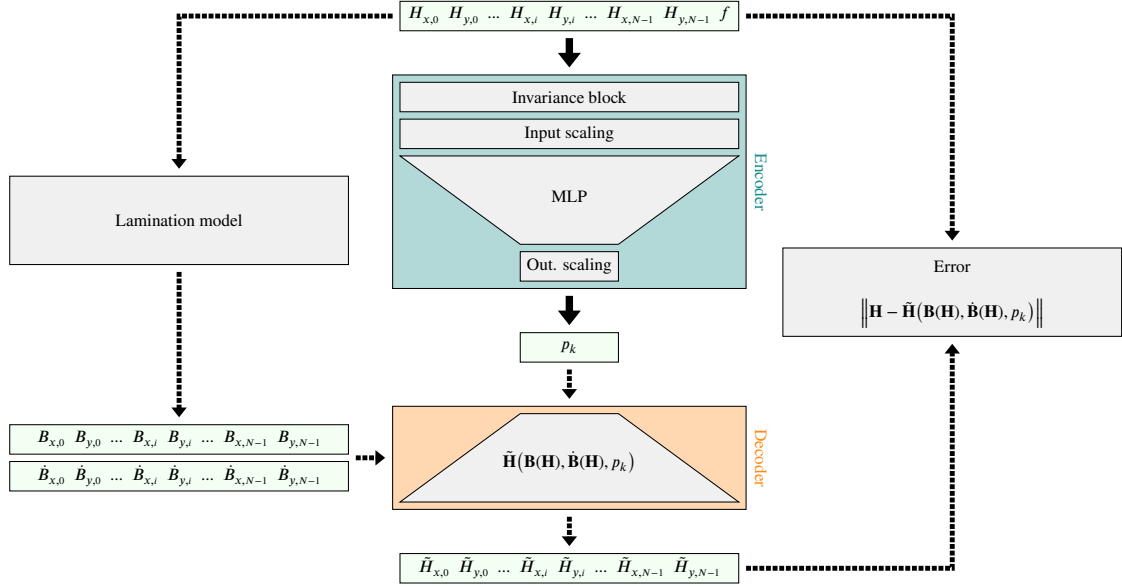 H_{x,0} H_{y,0} ... H_{x,i} H_{y,i} ... H_{x,N−1} H_{y,N−1} f
Invariance block
Input scaling
MLP
Out. scaling
Encoder
Lamination model
Error
‖H − H̃(B(H), Ḃ(H), p_k)‖
p_k
B_{x,0} B_{y,0} ... B_{x,i} B_{y,i} ... B_{x,N−1} B_{y,N−1}
Ḃ_{x,0} Ḃ_{y,0} ... Ḃ_{x,i} Ḃ_{y,i} ... Ḃ_{x,N−1} Ḃ_{y,N−1}
H̃(B(H), Ḃ(H), p_k)
Decoder
H̃_{x,0} H̃_{y,0} ... H̃_{x,i} H̃_{y,i} ... H̃_{x,N−1} H̃_{y,N−1}